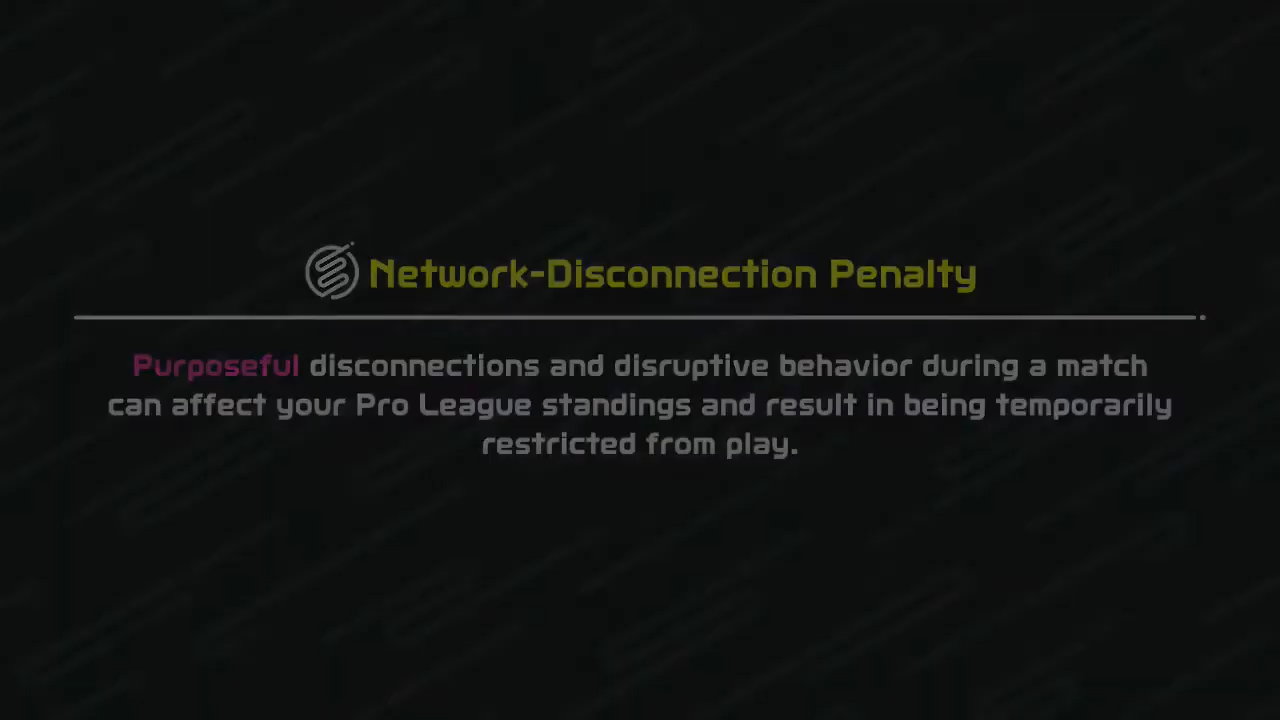 Network-Disconnection Penalty
Purposeful disconnections and disruptive behavior during a match
can affect your Pro League standings and result in being temporarily
restricted from play.